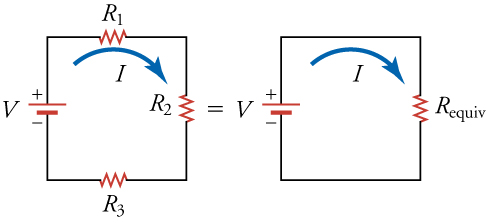 R₁
I
+
V
−
R₂
R₃
=
I
+
V
−
Requiv